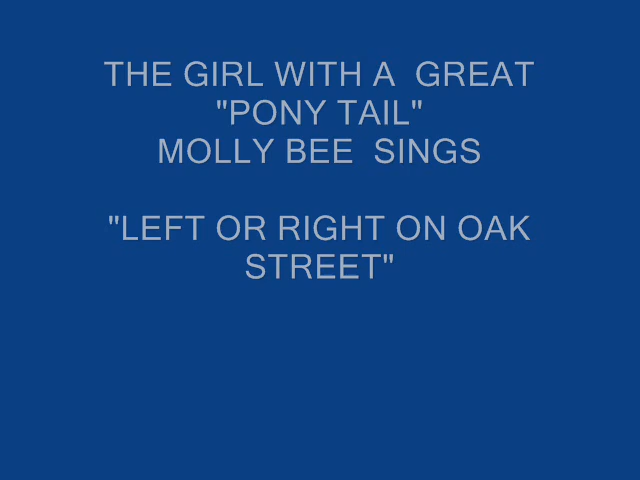 THE GIRL WITH A  GREAT
"PONY TAIL"
MOLLY BEE  SINGS
"LEFT OR RIGHT ON OAK
STREET"